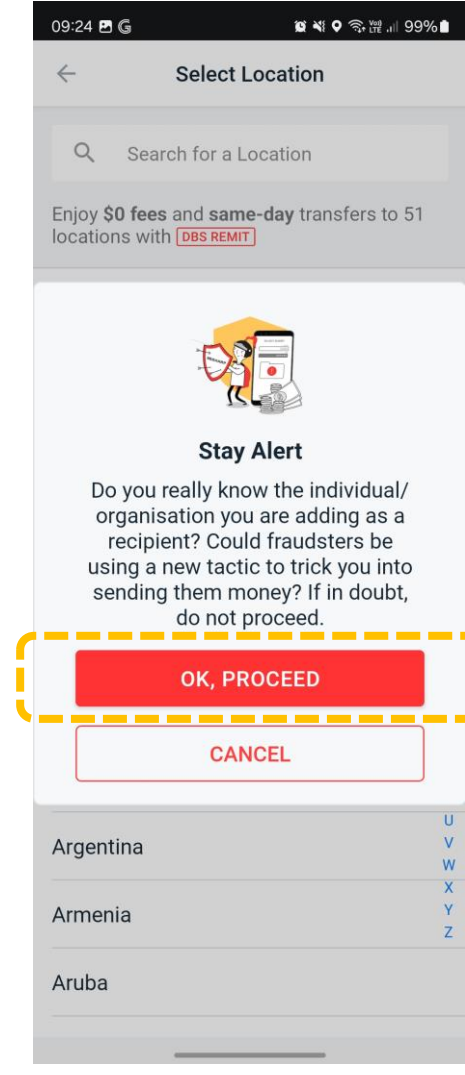 09:24 G 99%
Select Location
Search for a Location
Enjoy $0 fees and same-day transfers to 51
locations with DBS REMIT
Stay Alert
Do you really know the individual/
organisation you are adding as a
recipient? Could fraudsters be
using a new tactic to trick you into
sending them money? If in doubt,
do not proceed.
OK, PROCEED
CANCEL
U
Argentina
V
W
X
Armenia
Y
Z
Aruba